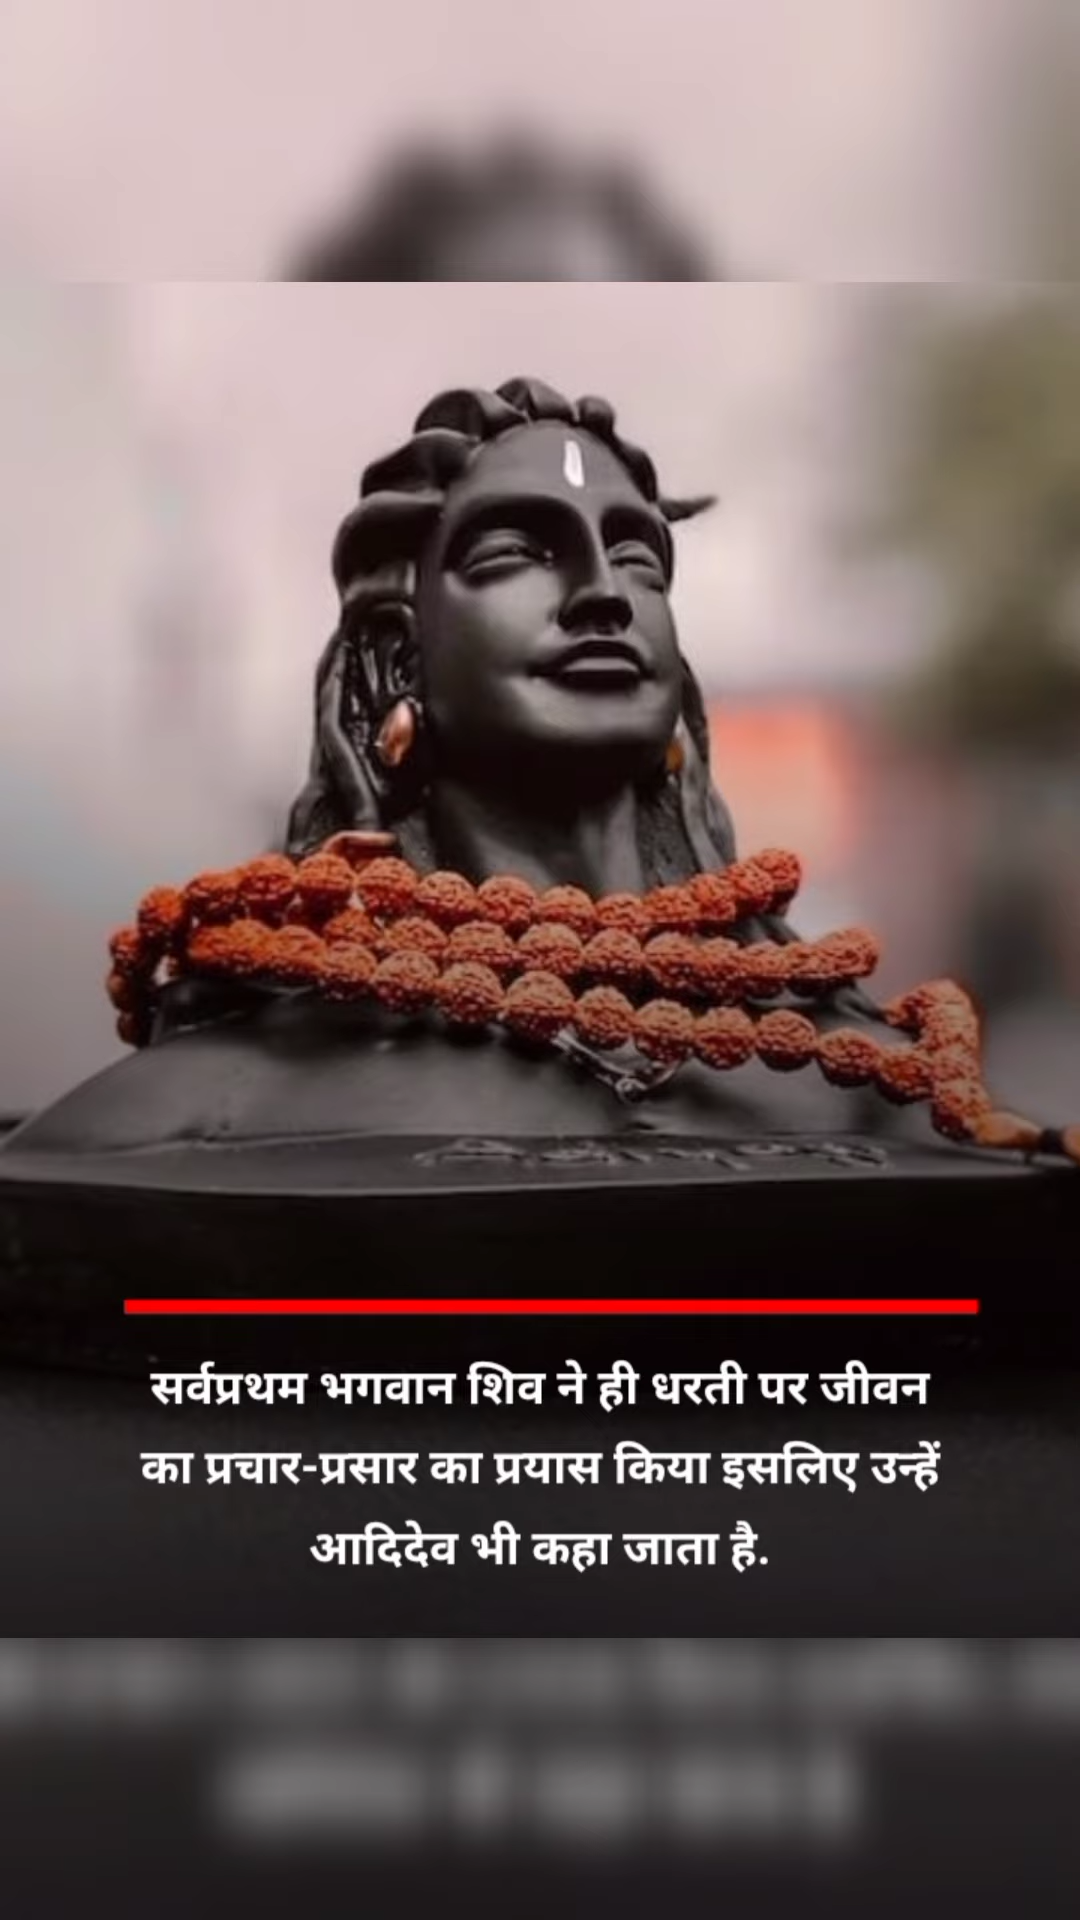 सर्वप्रथम भगवान शिव ने ही धरती पर जीवन
का प्रचार-प्रसार का प्रयास किया इसलिए उन्हें
आदिदेव भी कहा जाता है.